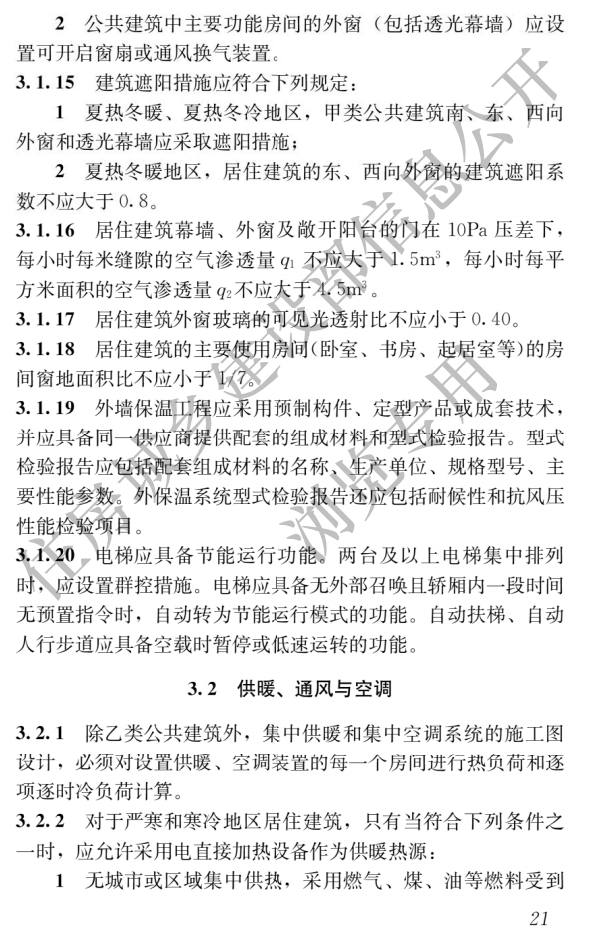 2 公共建筑中主要功能房间的外窗（包括透光幕墙）应设
置可开启窗扇或通风换气装置。
3.1.15 建筑遮阳措施应符合下列规定：
1 夏热冬暖、夏热冬冷地区，甲类公共建筑南、东、西向
外窗和透光幕墙应采取遮阳措施；
2 夏热冬暖地区，居住建筑的东、西向外窗的建筑遮阳系
数不应大于0.8。
3.1.16 居住建筑幕墙、外窗及敞开阳台的门在 10Pa 压差下，
每小时每米缝隙的空气渗透量 q₁ 不应大于 1.5m³，每小时每平
方米面积的空气渗透量 q₂不应大于 4.5m³。
3.1.17 居住建筑外窗玻璃的可见光透射比不应小于 0.40。
3.1.18 居住建筑的主要使用房间(卧室、书房、起居室等)的房
间窗地面积比不应小于 1/7。
3.1.19 外墙保温工程应采用预制构件、定型产品或成套技术，
并应具备同一供应商提供配套的组成材料和型式检验报告。型式
检验报告应包括配套组成材料的名称、生产单位、规格型号、主
要性能参数。外保温系统型式检验报告还应包括耐候性和抗风压
性能检验项目。
3.1.20 电梯应具备节能运行功能。两台及以上电梯集中排列
时，应设置群控措施。电梯应具备无外部召唤且轿厢内一段时间
无预置指令时，自动转为节能运行模式的功能。自动扶梯、自动
人行步道应具备空载时暂停或低速运转的功能。
3.2 供暖、通风与空调
3.2.1 除乙类公共建筑外，集中供暖和集中空调系统的施工图
设计，必须对设置供暖、空调装置的每一个房间进行热负荷和逐
项逐时冷负荷计算。
3.2.2 对于严寒和寒冷地区居住建筑，只有当符合下列条件之
一时，应允许采用电直接加热设备作为供暖热源：
1 无城市或区域集中供热，采用燃气、煤、油等燃料受到
21
住房城乡建设部信息公开
浏览专用